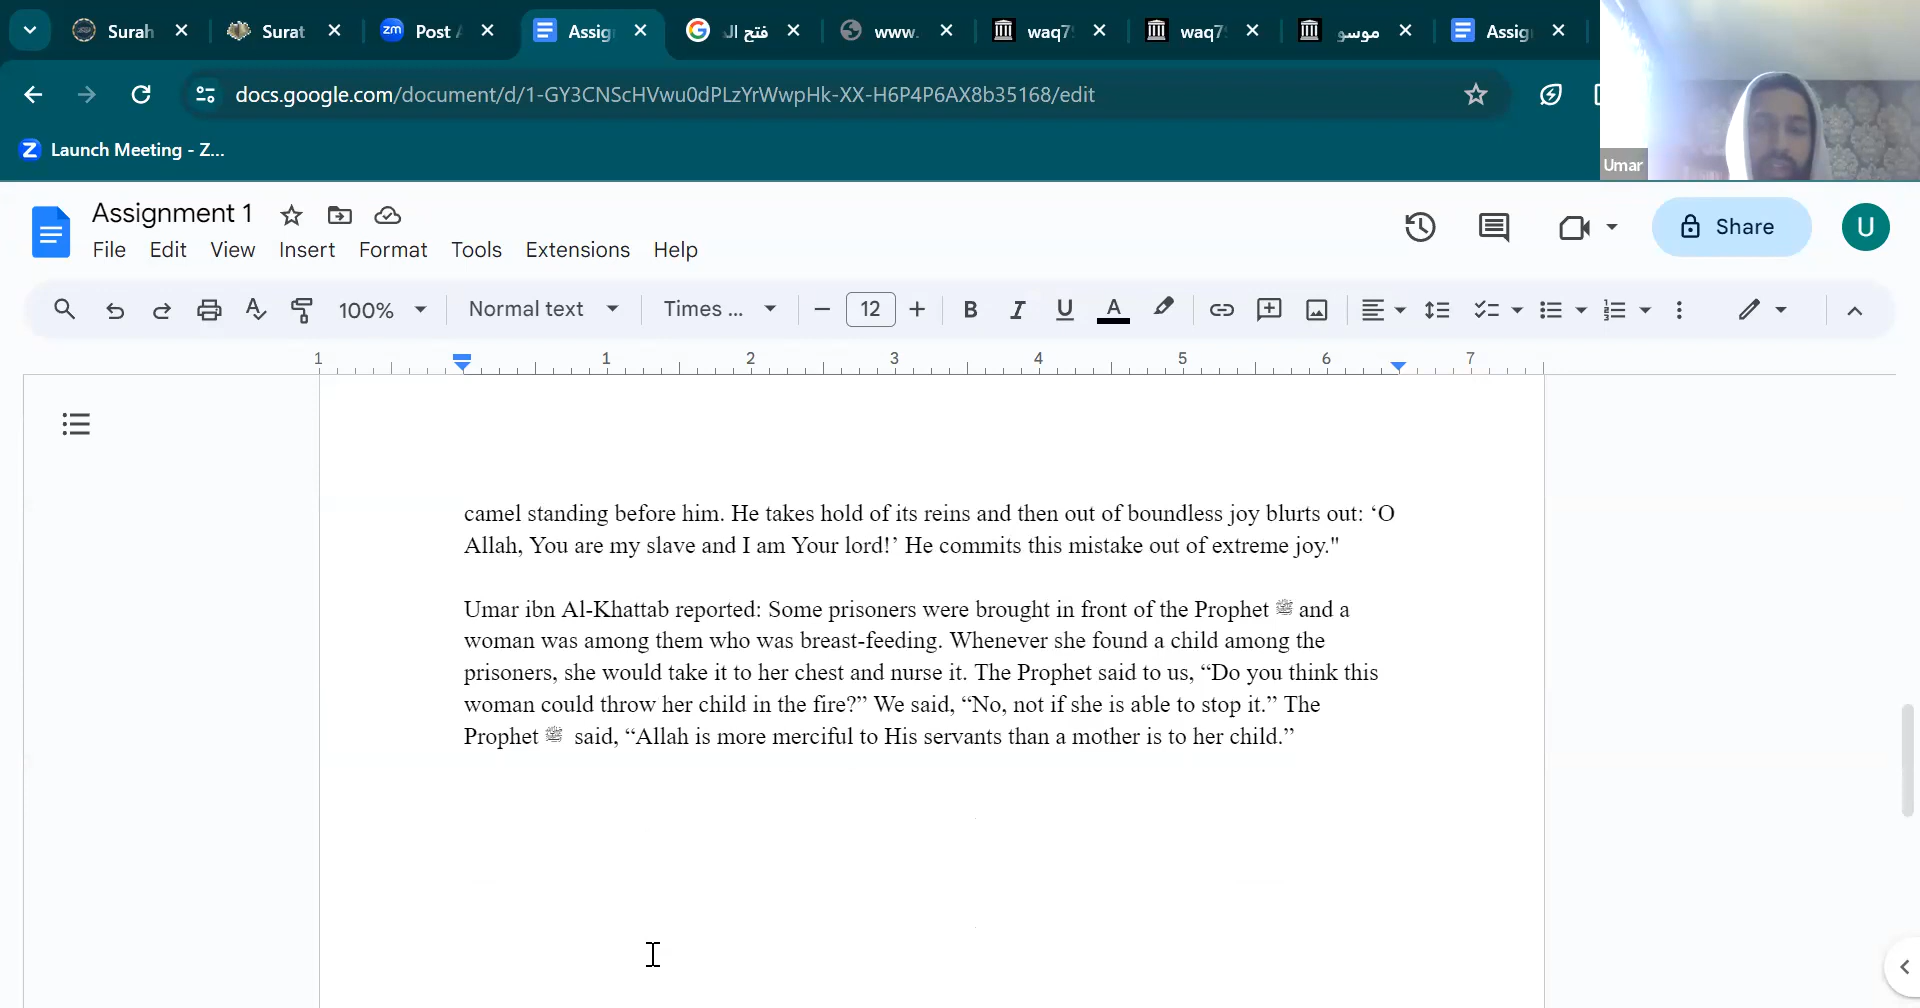 Surah
Surat
Post A
Assig
فتح ال
www.
waq7
waq7
موسو
Assig
docs.google.com/document/d/1-GY3CNScHVwu0dPLzYrWwpHk-XX-H6P4P6AX8b35168/edit
Launch Meeting - Z...
Umar
Assignment 1
File Edit View Insert Format Tools Extensions Help
Share
U
100% Normal text Times ... 12
1 1 2 3 4 5 6 7
camel standing before him. He takes hold of its reins and then out of boundless joy blurts out: ‘O
Allah, You are my slave and I am Your lord!’ He commits this mistake out of extreme joy."
Umar ibn Al-Khattab reported: Some prisoners were brought in front of the Prophet ﷺ and a
woman was among them who was breast-feeding. Whenever she found a child among the
prisoners, she would take it to her chest and nurse it. The Prophet said to us, “Do you think this
woman could throw her child in the fire?” We said, “No, not if she is able to stop it.” The
Prophet ﷺ said, “Allah is more merciful to His servants than a mother is to her child.”